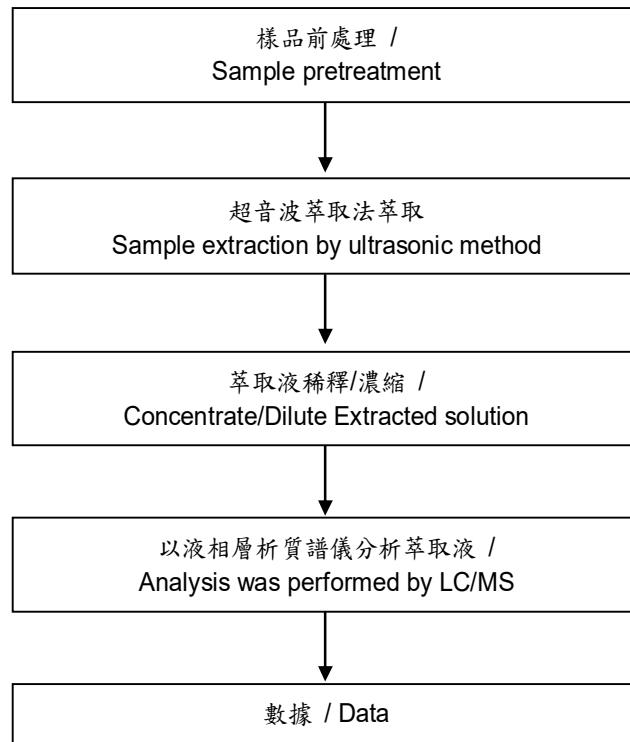 樣品前處理 /
Sample pretreatment
超音波萃取法萃取
Sample extraction by ultrasonic method
萃取液稀釋/濃縮 /
Concentrate/Dilute Extracted solution
以液相層析質譜儀分析萃取液 /
Analysis was performed by LC/MS
數據 / Data